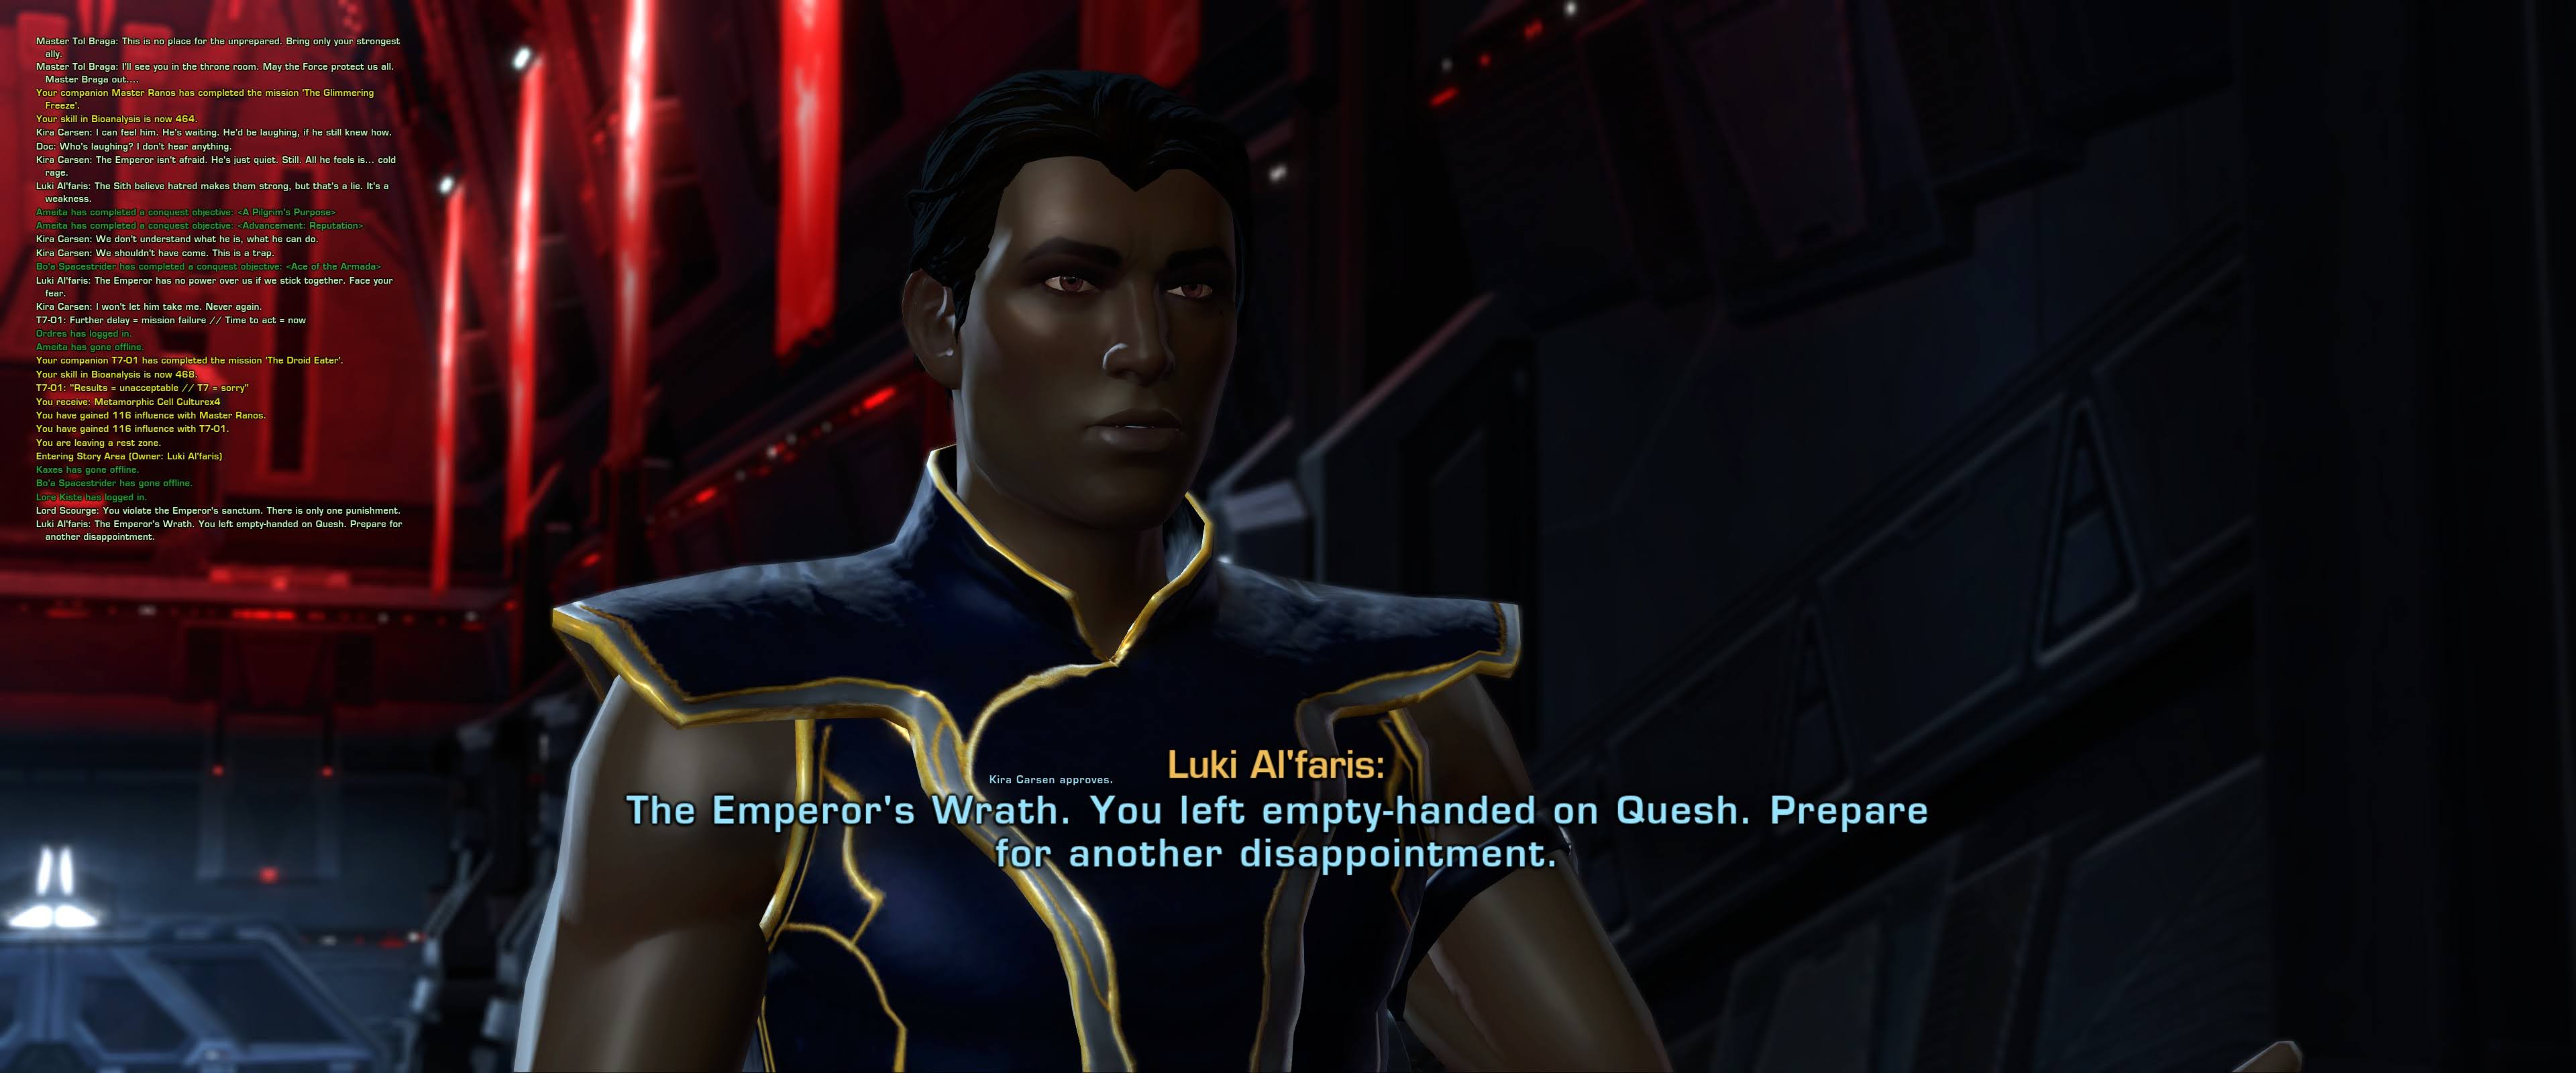 Master Tol Braga: This is no place for the unprepared. Bring only your strongest
ally.
Master Tol Braga: I'll see you in the throne room. May the Force protect us all.
Master Braga out....
Your companion Master Ranos has completed the mission 'The Glimmering
Freeze'.
Your skill in Bioanalysis is now 464.
Kira Carsen: I can feel him. He's waiting. He'd be laughing, if he still knew how.
Doc: Who's laughing? I don't hear anything.
Kira Carsen: The Emperor isn't afraid. He's just quiet. Still. All he feels is... cold
rage.
Luki Al'faris: The Sith believe hatred makes them strong, but that's a lie. It's a
weakness.
Ameita has completed a conquest objective: <A Pilgrim's Purpose>
Ameita has completed a conquest objective: <Advancement: Reputation>
Kira Carsen: We don't understand what he is, what he can do.
Kira Carsen: We shouldn't have come. This is a trap.
Bo'a Spacestrider has completed a conquest objective: <Ace of the Armada>
Luki Al'faris: The Emperor has no power over us if we stick together. Face your
fear.
Kira Carsen: I won't let him take me. Never again.
T7-01: Further delay = mission failure // Time to act = now
Ordres has logged in.
Ameita has gone offline.
Your companion T7-01 has completed the mission 'The Droid Eater'.
Your skill in Bioanalysis is now 468.
T7-01: "Results = unacceptable // T7 = sorry"
You receive: Metamorphic Cell Culturex4
You have gained 116 influence with Master Ranos.
You have gained 116 influence with T7-01.
You are leaving a rest zone.
Entering Story Area (Owner: Luki Al'faris)
Kaxes has gone offline.
Bo'a Spacestrider has gone offline.
Lore Kiste has logged in.
Lord Scourge: You violate the Emperor's sanctum. There is only one punishment.
Luki Al'faris: The Emperor's Wrath. You left empty-handed on Quesh. Prepare for
another disappointment.
Luki Al'faris:
Kira Carsen approves.
The Emperor's Wrath. You left empty-handed on Quesh. Prepare
for another disappointment.